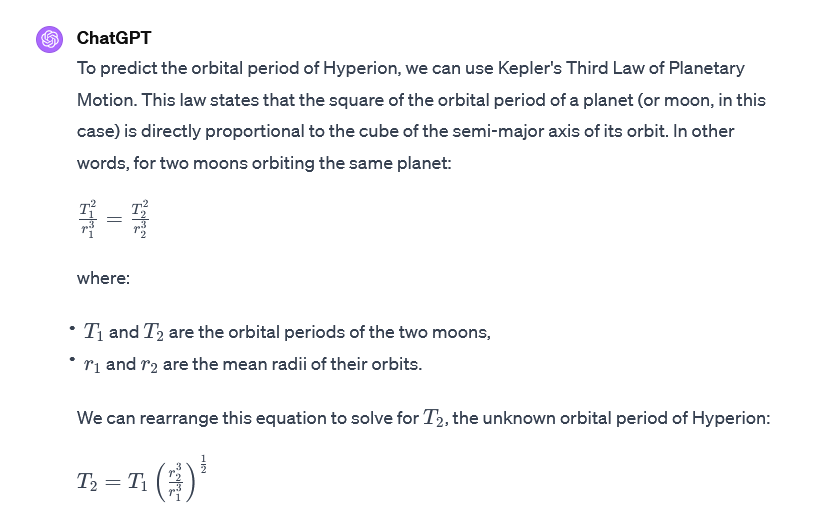 ChatGPT
To predict the orbital period of Hyperion, we can use Kepler's Third Law of Planetary
Motion. This law states that the square of the orbital period of a planet (or moon, in this
case) is directly proportional to the cube of the semi-major axis of its orbit. In other
words, for two moons orbiting the same planet:
$\frac{T_1^2}{r_1^3} = \frac{T_2^2}{r_2^3}$
where:
• $T_1$ and $T_2$ are the orbital periods of the two moons,
• $r_1$ and $r_2$ are the mean radii of their orbits.
We can rearrange this equation to solve for $T_2$, the unknown orbital period of Hyperion:
$T_2 = T_1 \left(\frac{r_2^3}{r_1^3}\right)^{\frac{1}{2}}$